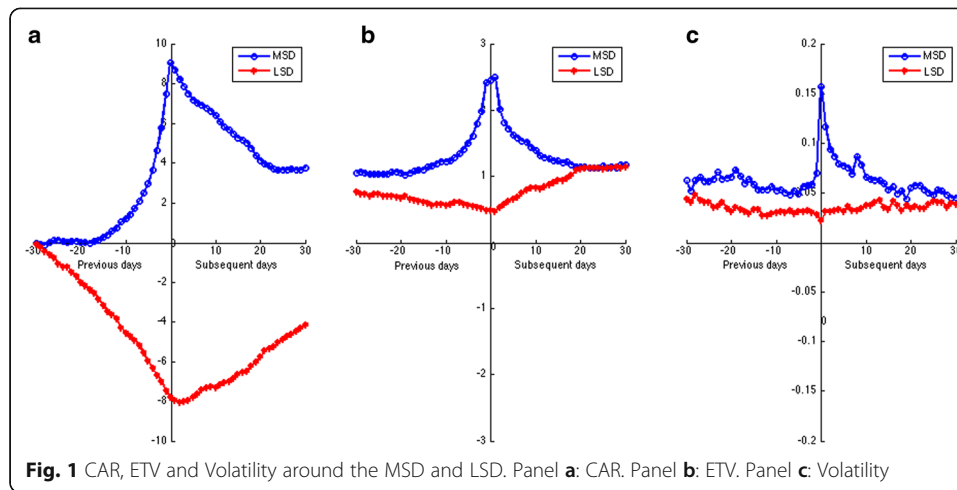 a
10
8
6
4
2
0
-2
-4
-6
-8
-10
-30
-20
-10
10
20
30
Previous days
Subsequent days
MSD
LSD
b
3
2
1
0
-1
-2
-3
-30
-20
-10
10
20
30
Previous days
Subsequent days
MSD
LSD
c
0.2
0.15
0.1
0.05
-0.05
0
-0.1
-0.15
-0.2
-30
-20
-10
10
20
30
Previous days
Subsequent days
MSD
LSD
Fig. 1 CAR, ETV and Volatility around the MSD and LSD. Panel a: CAR. Panel b: ETV. Panel c: Volatility